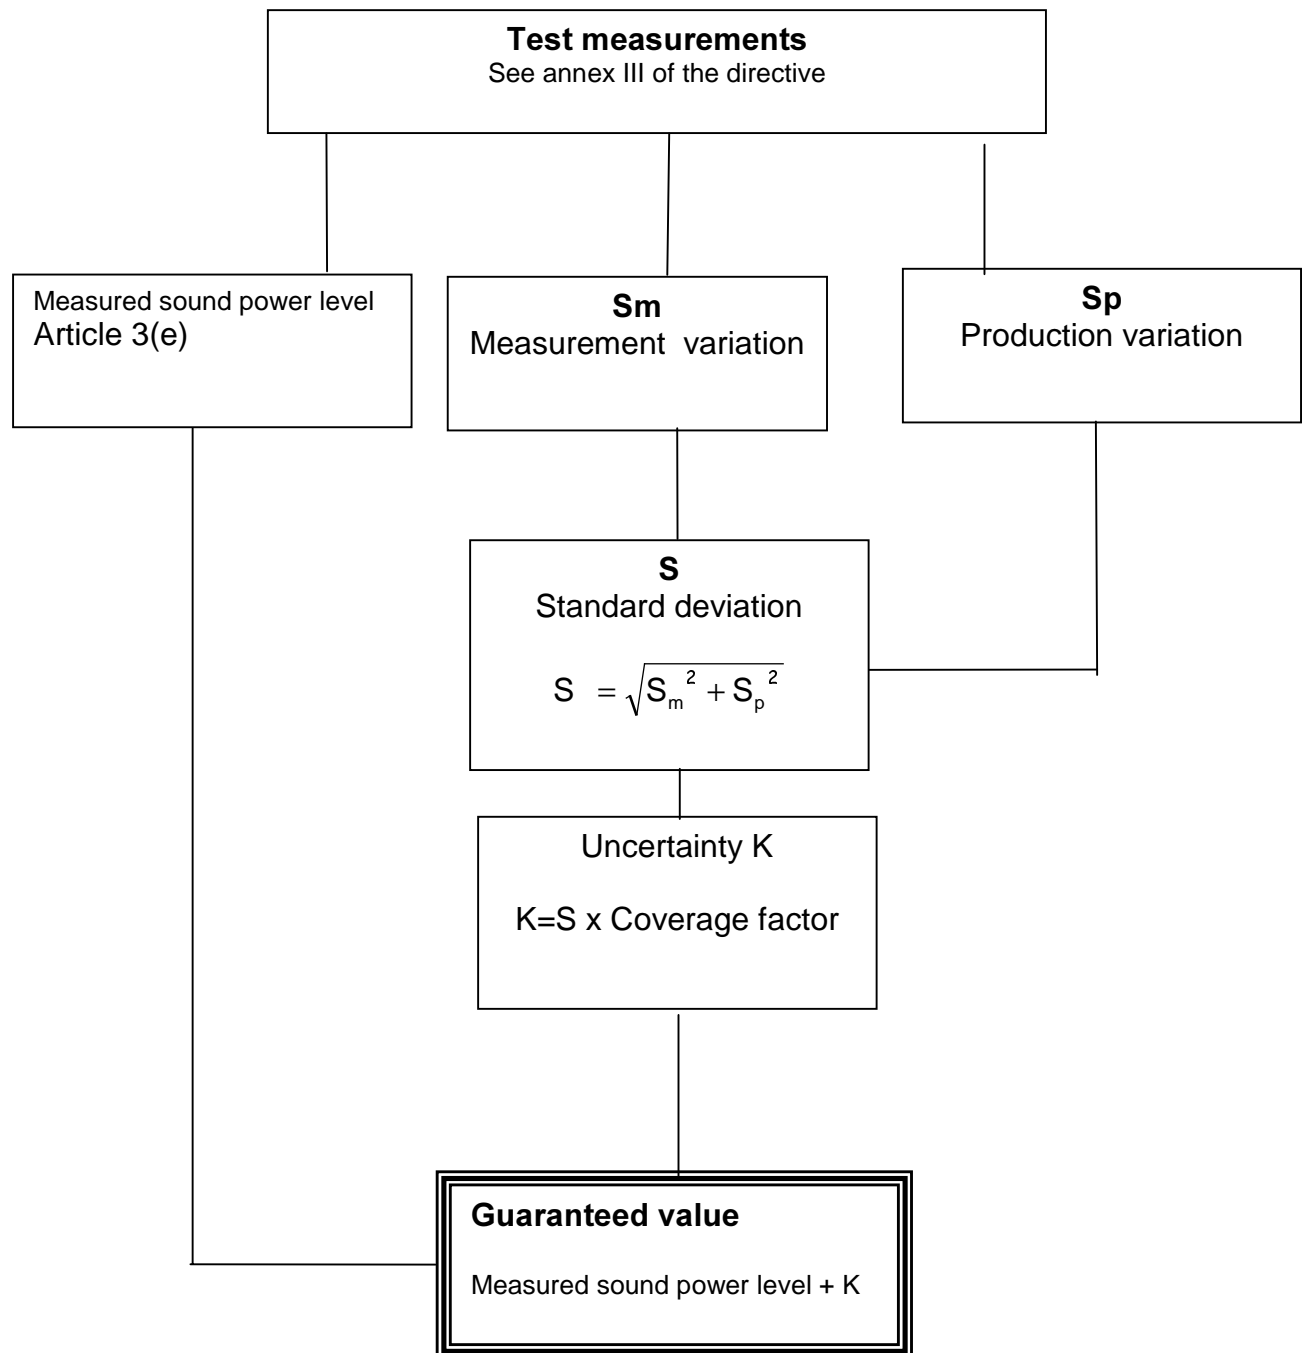 Test measurements
See annex III of the directive
Measured sound power level
Article 3(e)
Sm
Measurement variation
Sp
Production variation
S
Standard deviation
S = √(Sₘ² + Sₚ²)
Uncertainty K
K=S x Coverage factor
Guaranteed value
Measured sound power level + K